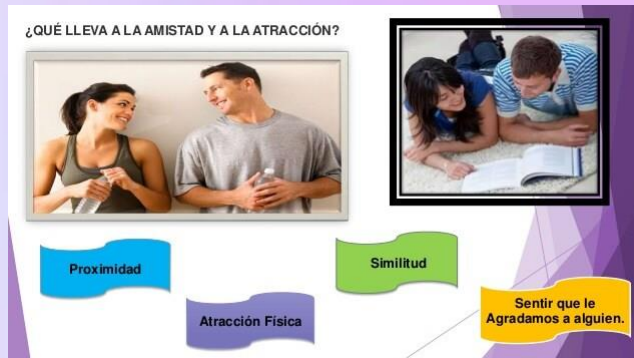 ¿QUÉ LLEVA A LA AMISTAD Y A LA ATRACCIÓN?
Proximidad
Similitud
Atracción Física
Sentir que le
Agradamos a alguien.